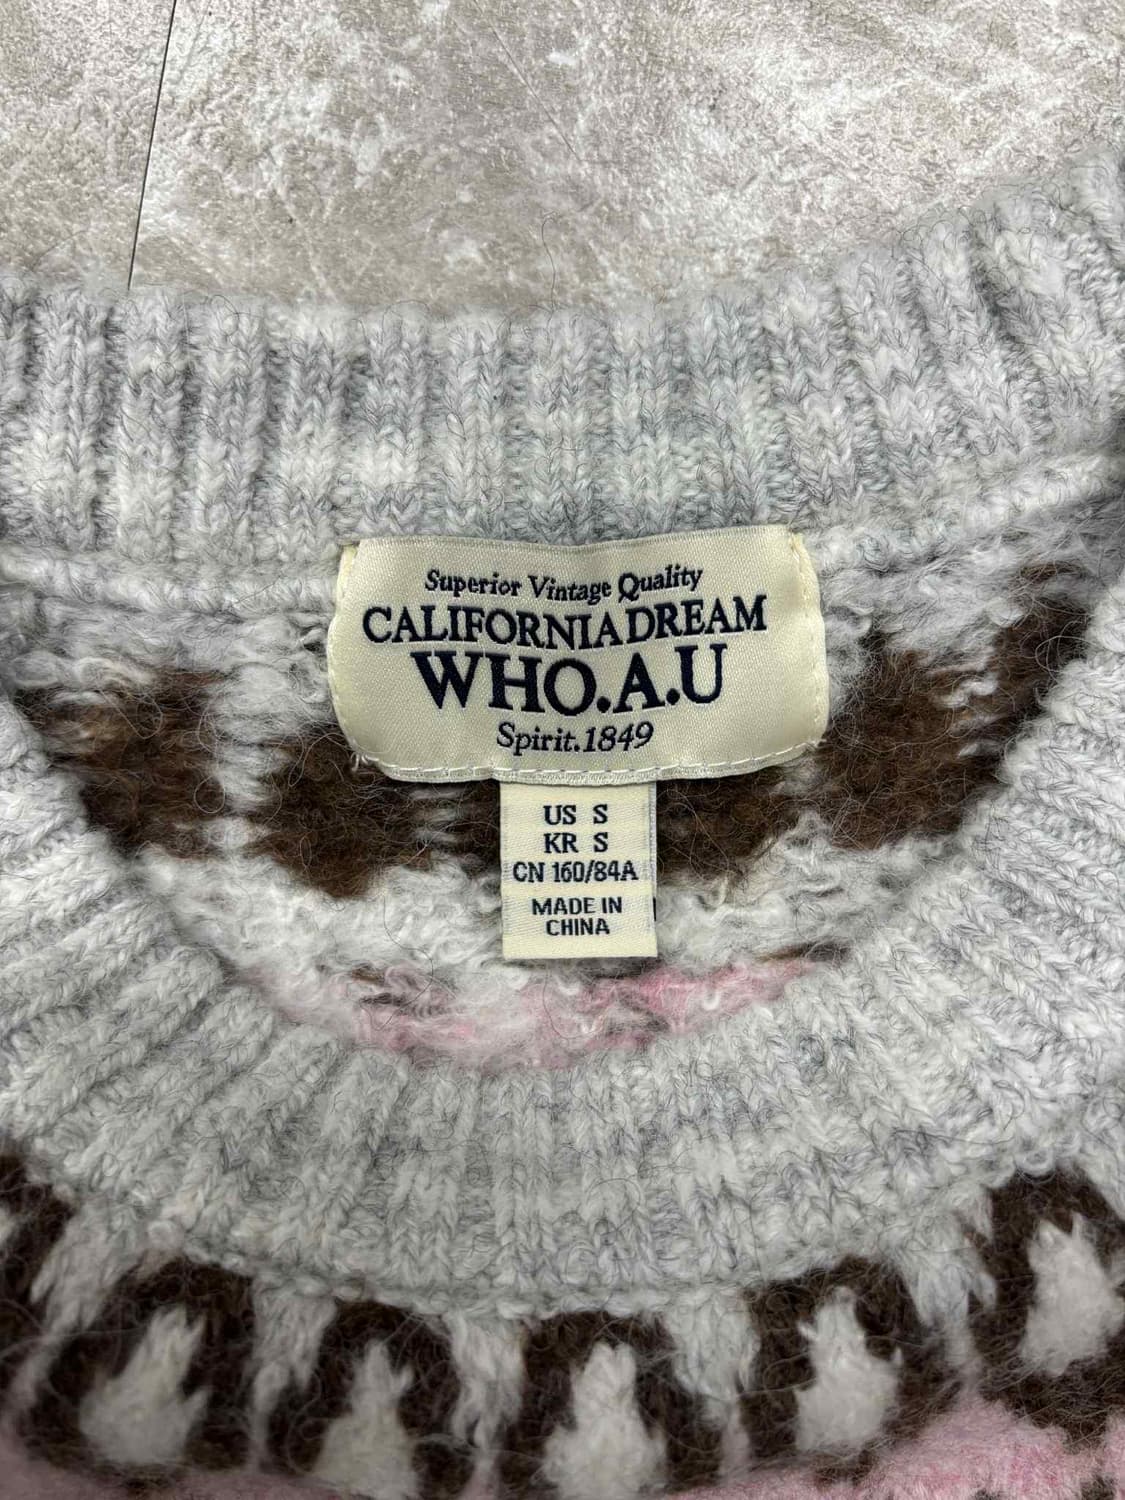 Superior Vintage Quality
CALIFORNIADREAM
WHO.A.U
Spirit.1849
US S
KR S
CN 160/84A
MADE IN
CHINA